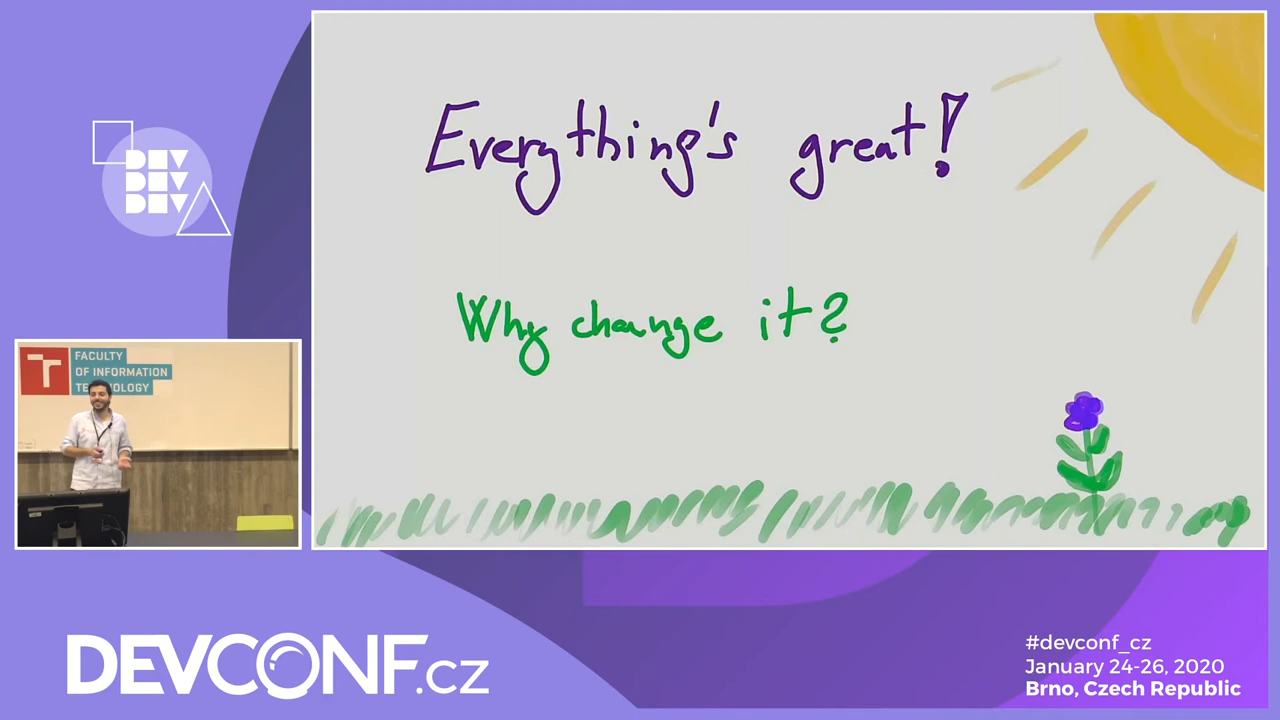 Everything's great!
Why change it?
DEV
DEV
DEV
FACULTY
OF INFORMATION
TECHNOLOGY
DEVCONF.cz
#devconf_cz
January 24-26, 2020
Brno, Czech Republic